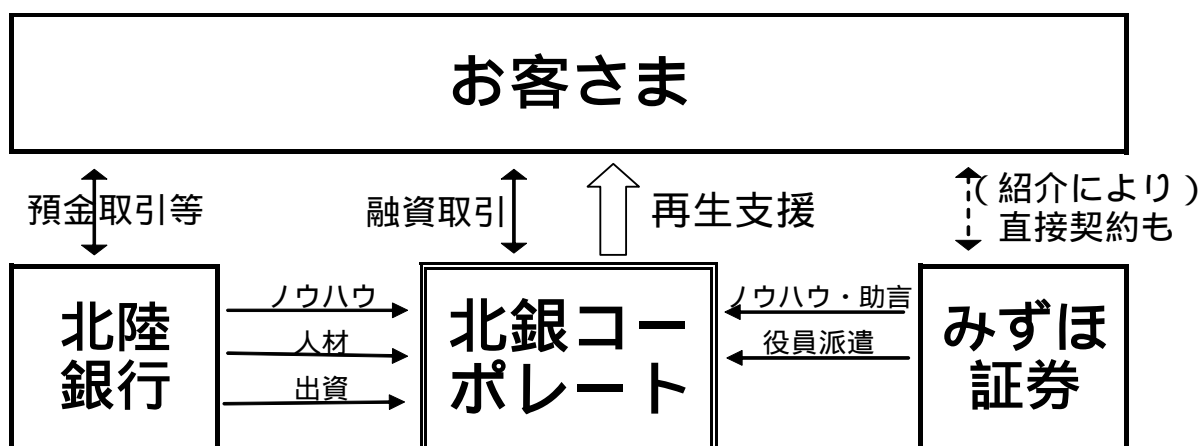 お客さま
預金取引等
融資取引
再生支援
(紹介により)
直接契約も
北陸
銀行
ノウハウ
人材
出資
北銀コー
ポレート
ノウハウ・助言
役員派遣
みずほ
証券